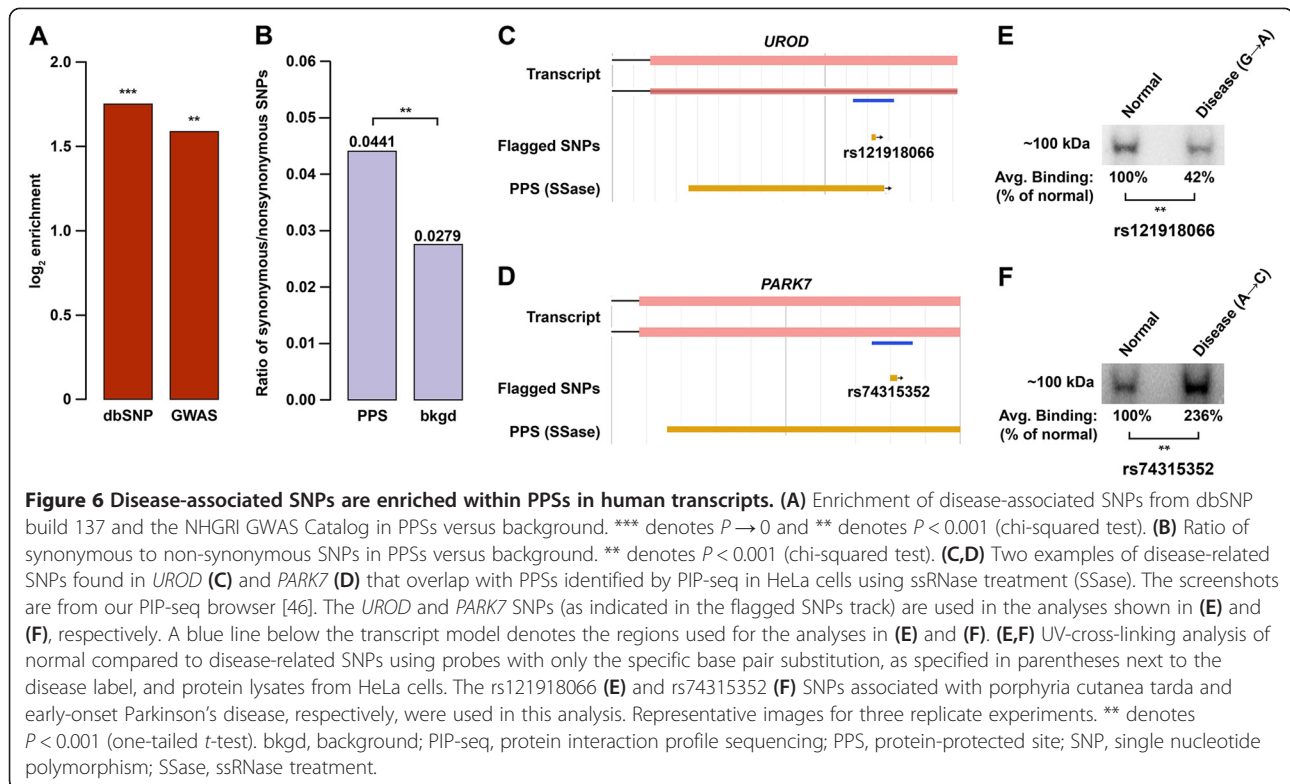 A
log2 enrichment
2.0
1.5
1.0
0.5
0
***
**
dbSNP
GWAS
B
Ratio of synonymous/nonsynonymous SNPs
0.06
0.05
0.04
0.03
0.02
0.01
0.00
**
0.0441
0.0279
PPS
bkgd
C
UROD
Transcript
Flagged SNPs
rs121918066
PPS (SSase)
D
PARK7
Transcript
Flagged SNPs
rs74315352
PPS (SSase)
E
Normal
Disease (G→A)
~100 kDa
Avg. Binding: 100% 42%
(% of normal)
**
rs121918066
F
Normal
Disease (A→C)
~100 kDa
Avg. Binding: 100% 236%
(% of normal)
**
rs74315352
Figure 6 Disease-associated SNPs are enriched within PPSs in human transcripts. (A) Enrichment of disease-associated SNPs from dbSNP
build 137 and the NHGRI GWAS Catalog in PPSs versus background. *** denotes P → 0 and ** denotes P < 0.001 (chi-squared test). (B) Ratio of
synonymous to non-synonymous SNPs in PPSs versus background. ** denotes P < 0.001 (chi-squared test). (C,D) Two examples of disease-related
SNPs found in UROD (C) and PARK7 (D) that overlap with PPSs identified by PIP-seq in HeLa cells using ssRNase treatment (SSase). The screenshots
are from our PIP-seq browser [46]. The UROD and PARK7 SNPs (as indicated in the flagged SNPs track) are used in the analyses shown in (E) and
(F), respectively. A blue line below the transcript model denotes the regions used for the analyses in (E) and (F). (E,F) UV-cross-linking analysis of
normal compared to disease-related SNPs using probes with only the specific base pair substitution, as specified in parentheses next to the
disease label, and protein lysates from HeLa cells. The rs121918066 (E) and rs74315352 (F) SNPs associated with porphyria cutanea tarda and
early-onset Parkinson's disease, respectively, were used in this analysis. Representative images for three replicate experiments. ** denotes
P < 0.001 (one-tailed t-test). bkgd, background; PIP-seq, protein interaction profile sequencing; PPS, protein-protected site; SNP, single nucleotide
polymorphism; SSase, ssRNase treatment.